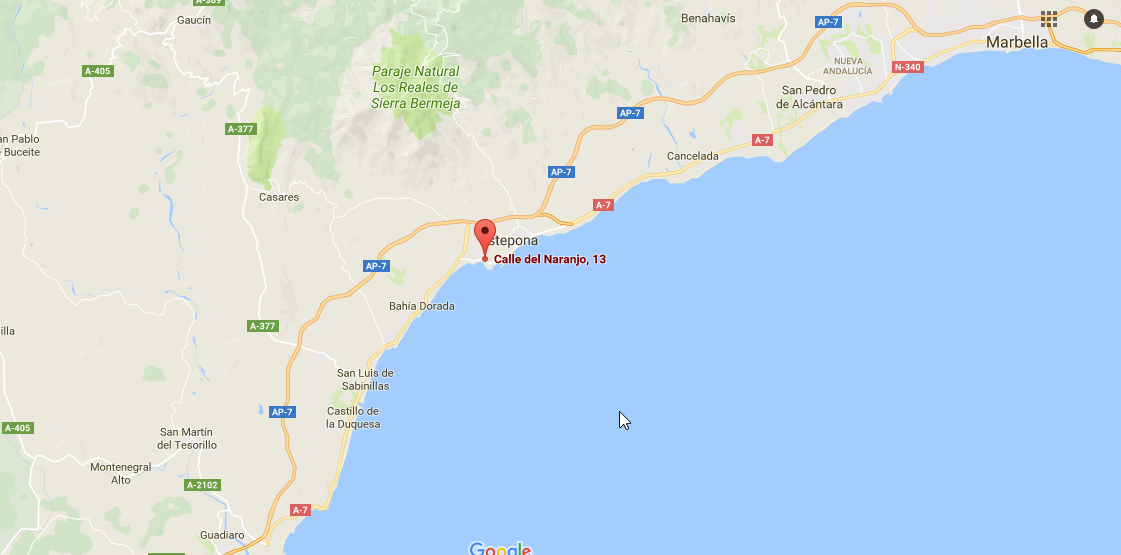 A-369
Gaucín
Benahavís
AP-7
Marbella
A-405
Paraje Natural
Los Reales de
Sierra Bermeja
NUEVA
ANDALUCÍA
N-340
San Pedro
de Alcántara
AP-7
A-377
an Pablo
e Buceite
A-7
Cancelada
AP-7
Casares
A-7
stepona
Calle del Naranjo, 13
AP-7
Bahía Dorada
A-377
illa
San Luis de
Sabinillas
AP-7
Castillo de
la Duquesa
A-405
San Martín
del Tesorillo
Montenegral
Alto
A-2102
A-7
Guadiaro
Google